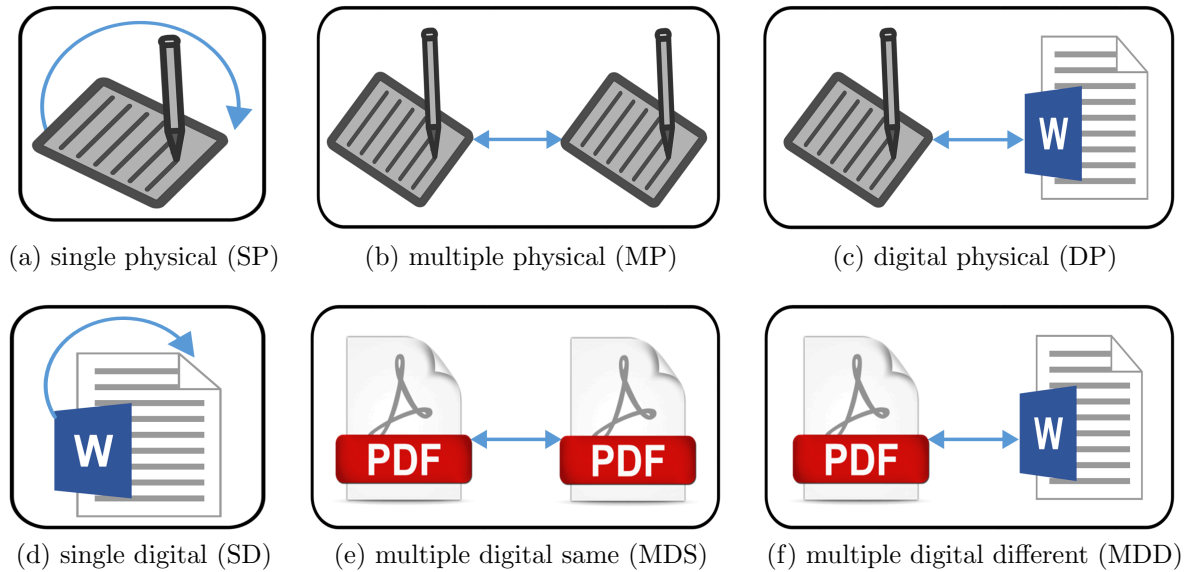 W
(a) single physical (SP)
(b) multiple physical (MP)
(c) digital physical (DP)
W
PDF
PDF
PDF
W
(d) single digital (SD)
(e) multiple digital same (MDS)
(f) multiple digital different (MDD)